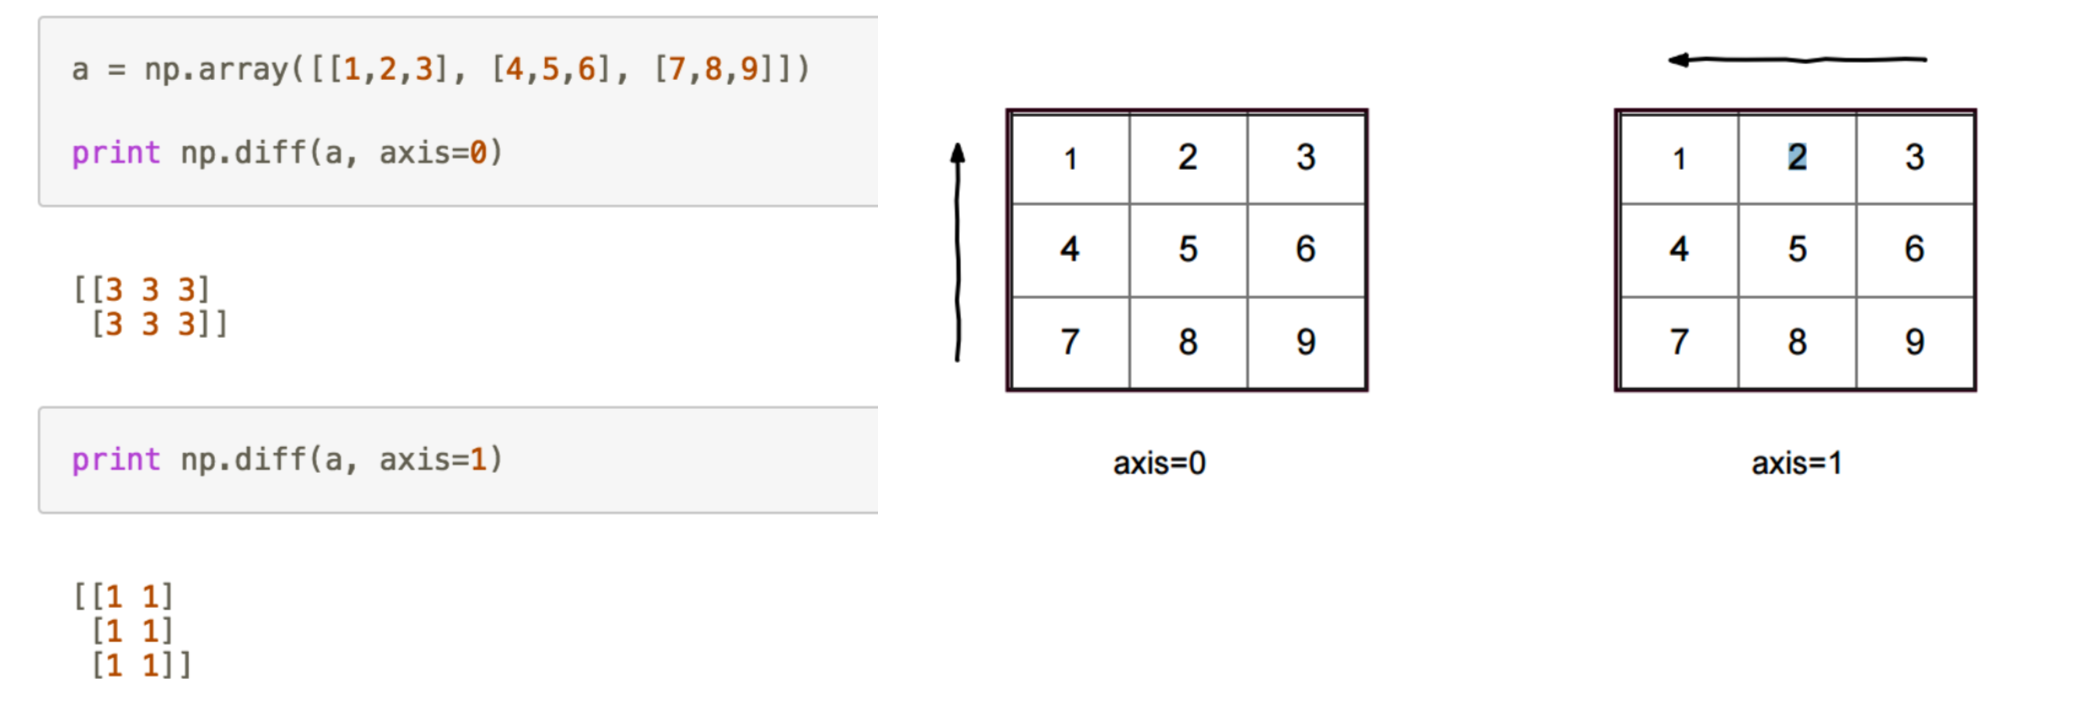 a = np.array([[1,2,3], [4,5,6], [7,8,9]])
print np.diff(a, axis=0)
[[3 3 3]
[3 3 3]]
print np.diff(a, axis=1)
[[1 1]
[1 1]
[1 1]]
1 2 3
4 5 6
7 8 9
axis=0
1 2 3
4 5 6
7 8 9
axis=1